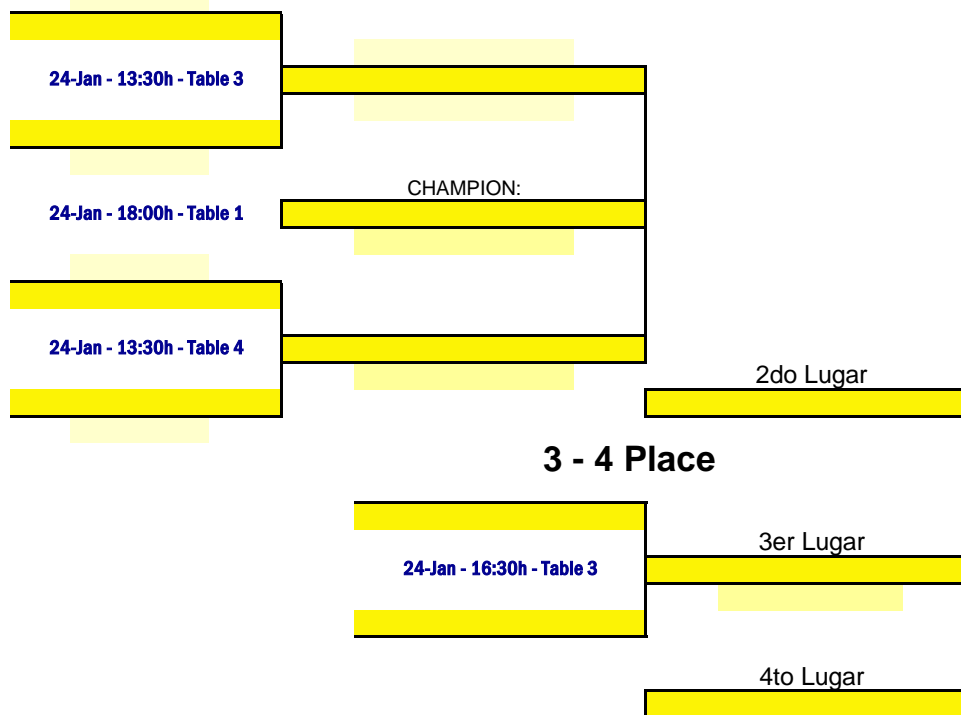 24-Jan - 13:30h - Table 3
CHAMPION:
24-Jan - 18:00h - Table 1
24-Jan - 13:30h - Table 4
2do Lugar
3 - 4 Place
3er Lugar
24-Jan - 16:30h - Table 3
4to Lugar